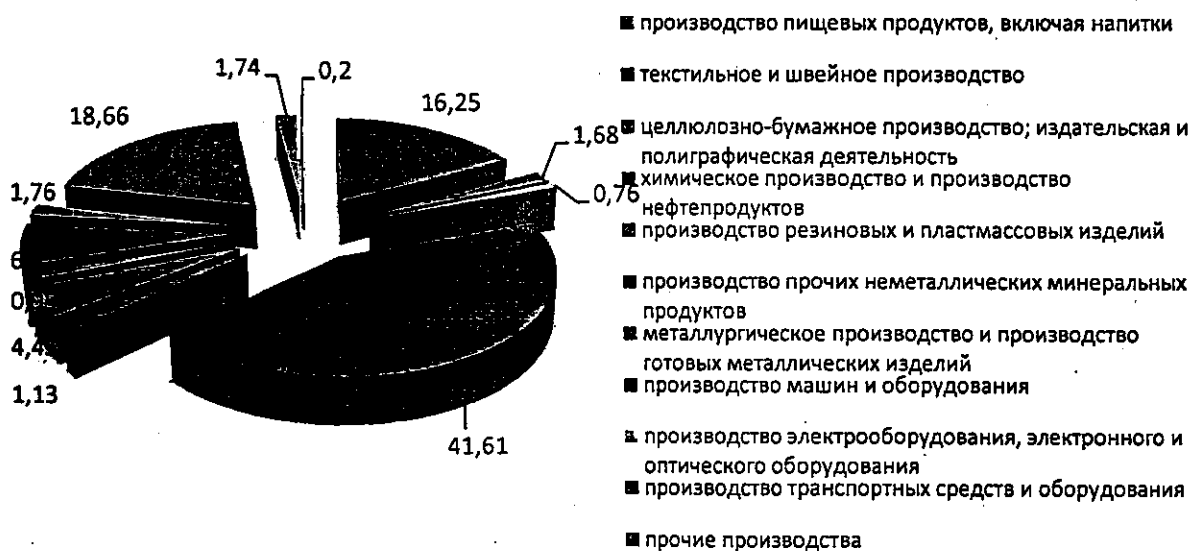 1,74
0,2
18,66
16,25
1,68
1,76
0,76
1,13
41,61
производство пищевых продуктов, включая напитки
текстильное и швейное производство
целлюлозно-бумажное производство; издательская и
полиграфическая деятельность
химическое производство и производство
нефтепродуктов
производство резиновых и пластмассовых изделий
производство прочих неметаллических минеральных
продуктов
металлургическое производство и производство
готовых металлических изделий
производство машин и оборудования
производство электрооборудования, электронного и
оптического оборудования
производство транспортных средств и оборудования
прочие производства